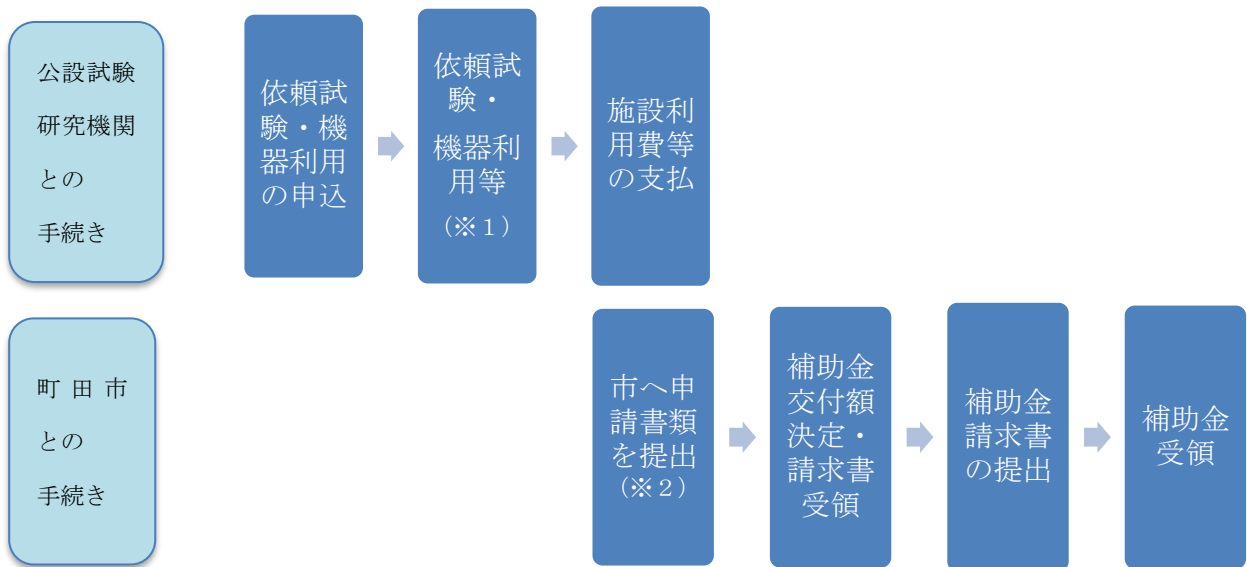 公設試験
研究機関
との
手続き
依頼試
験・機
器利用
の申込
依頼試
験・
機器利
用等
(※1)
施設利
用費等
の支払
町田市
との
手続き
市へ申
請書類
を提出
(※2)
補助金
交付額
決定・
請求書
受領
補助金
請求書
の提出
補助金
受領